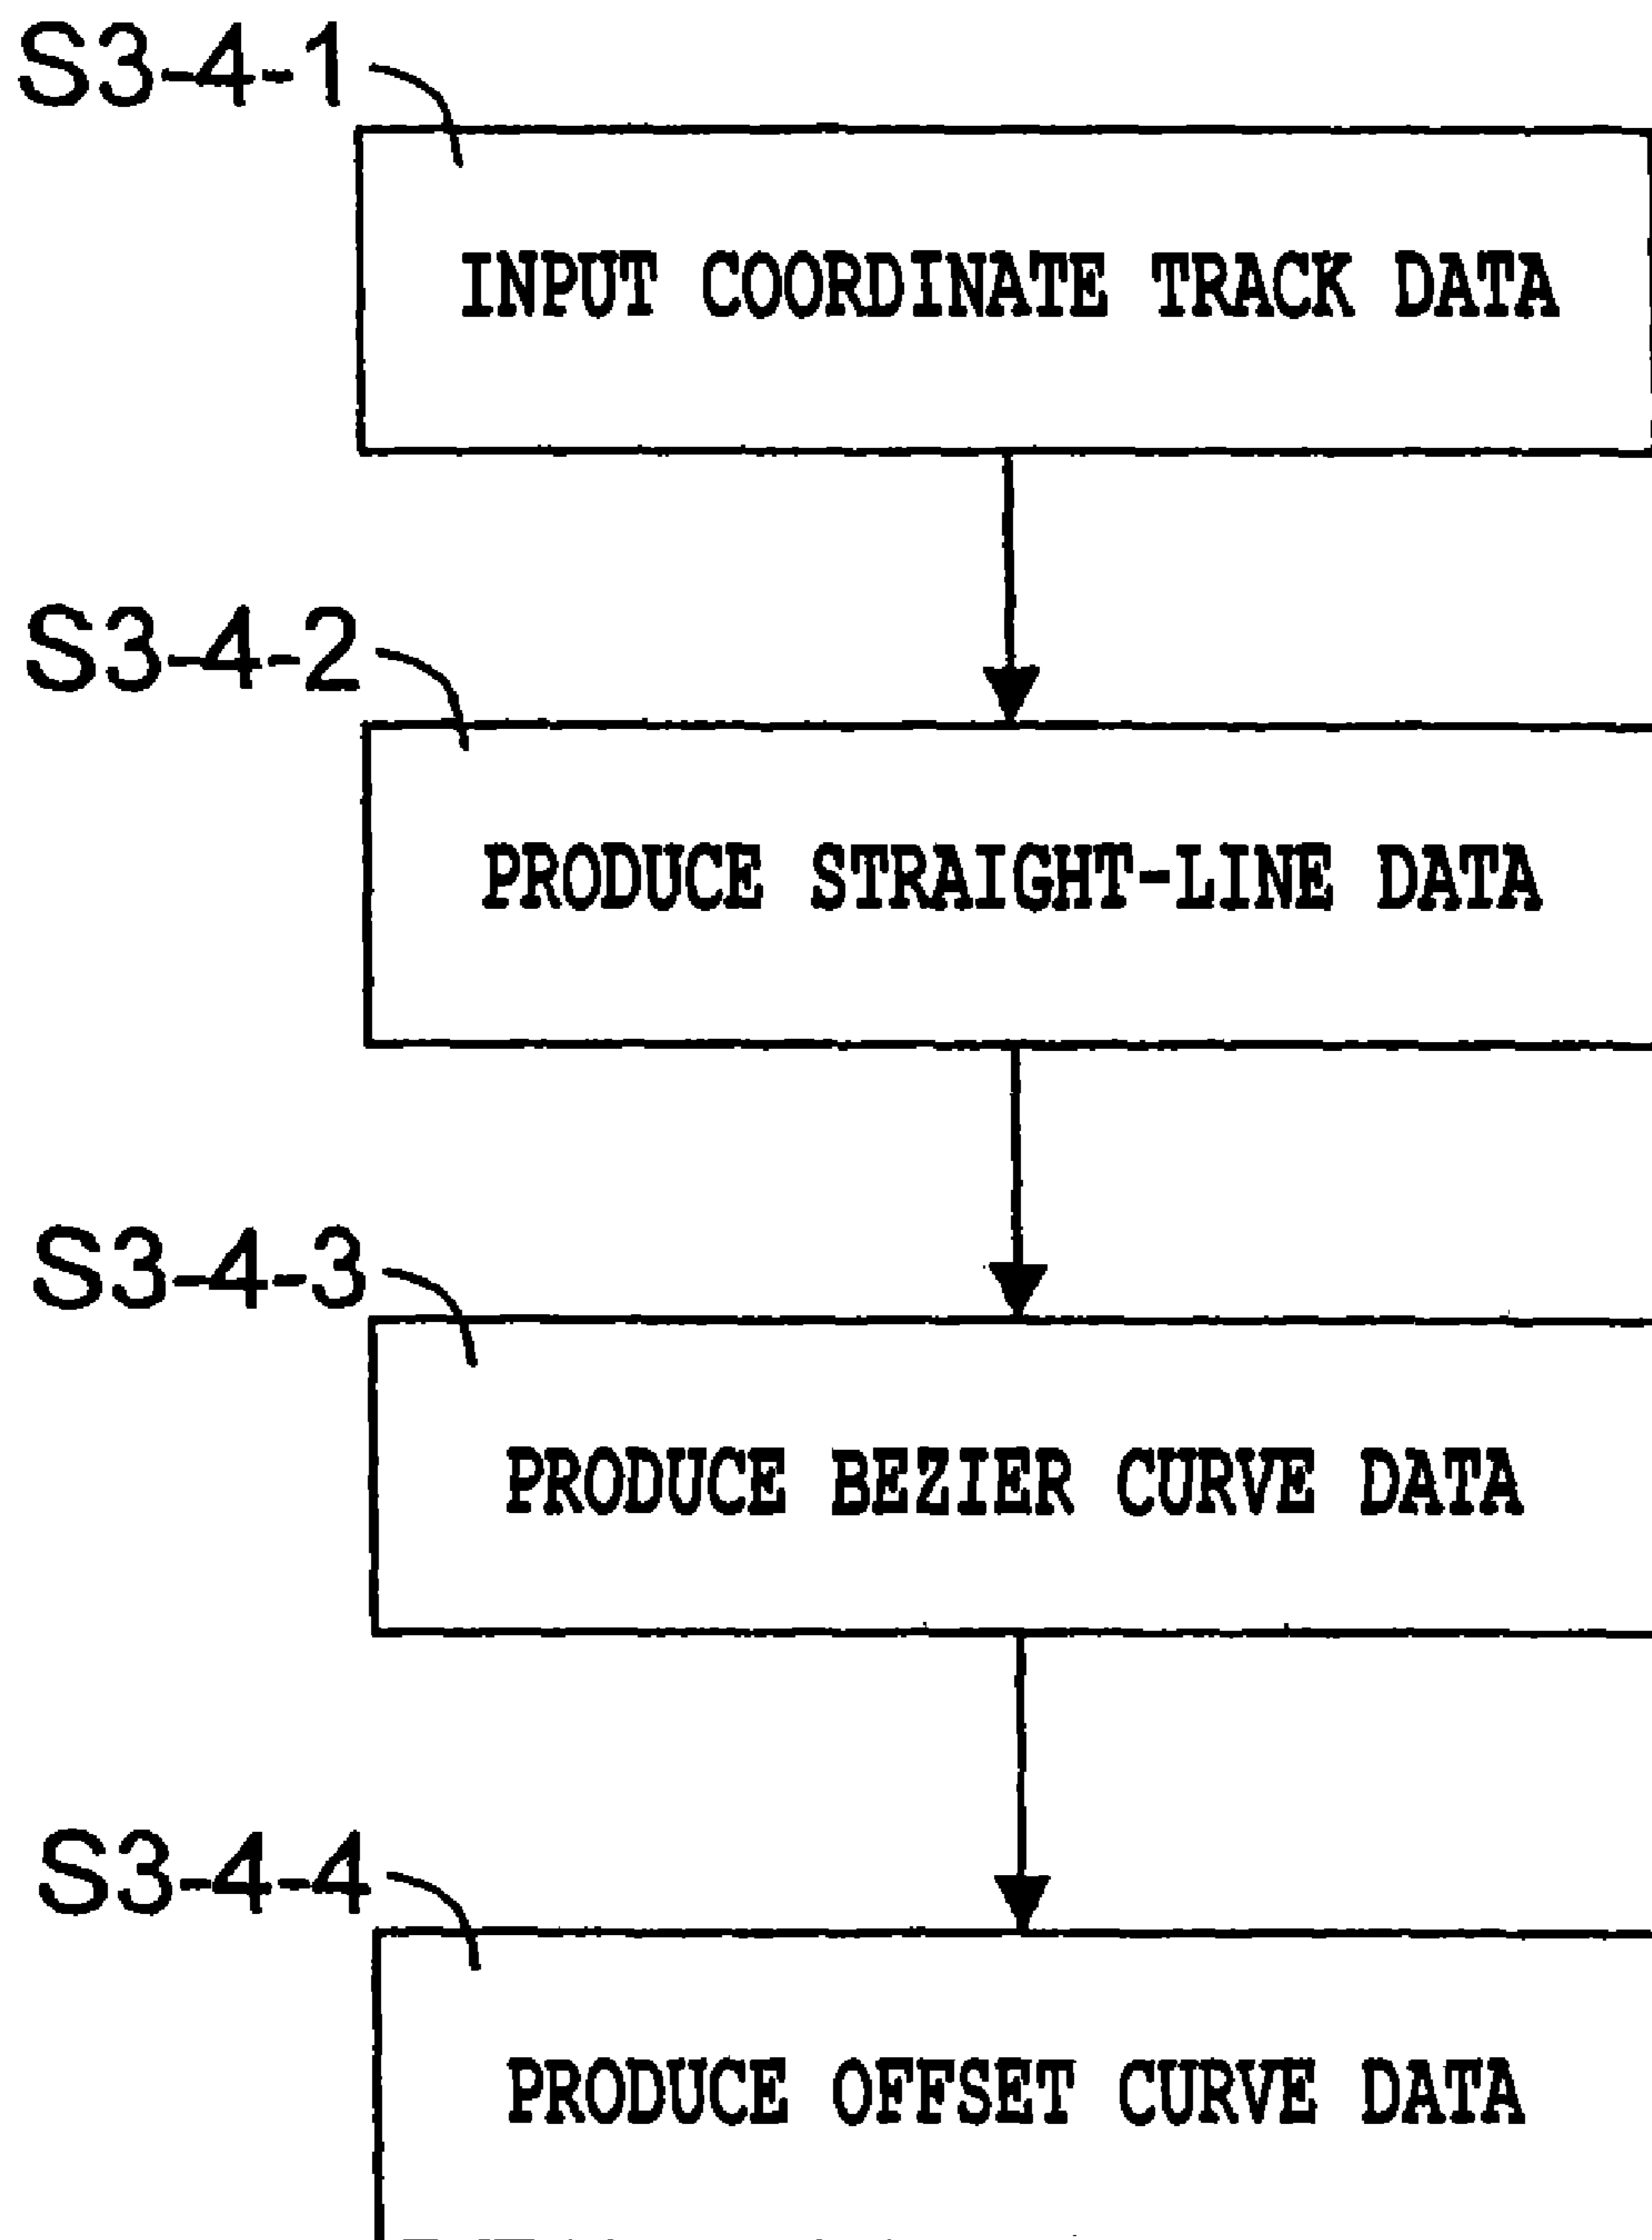 S3-4-1
INPUT COORDINATE TRACK DATA
S3-4-2
PRODUCE STRAIGHT-LINE DATA
S3-4-3
PRODUCE BEZIER CURVE DATA
S3-4-4
PRODUCE OFFSET CURVE DATA